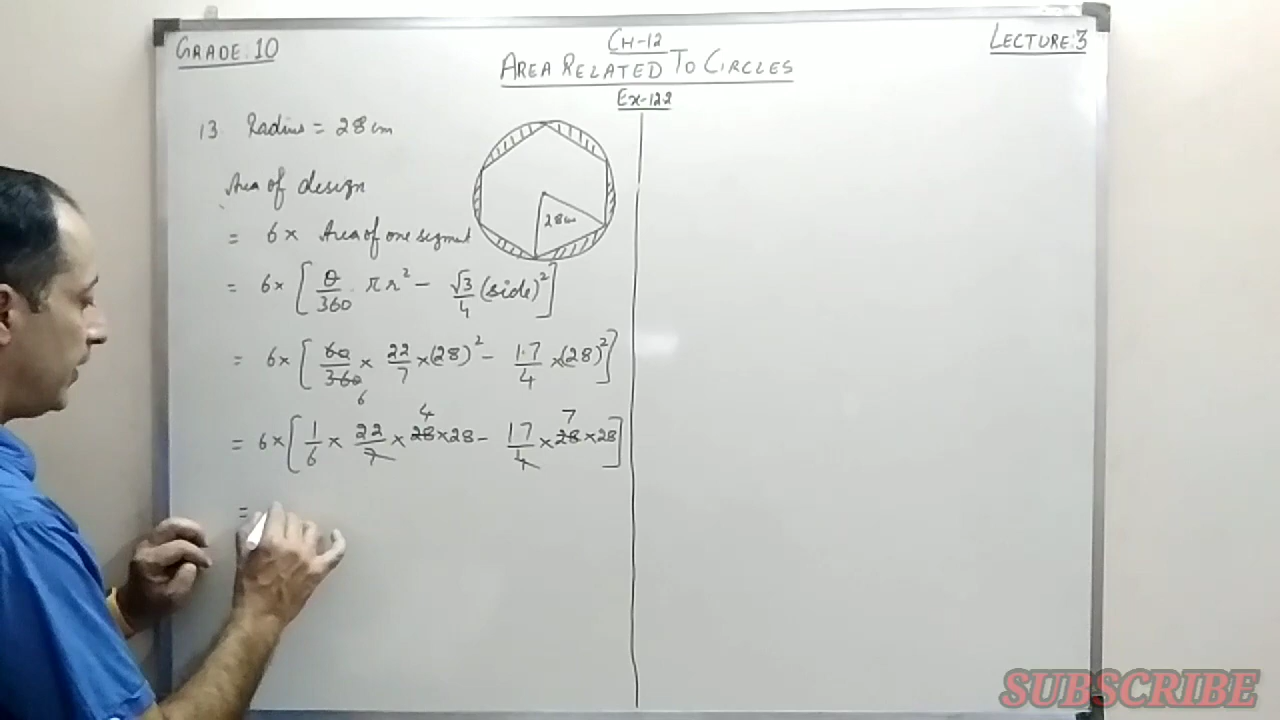 GRADE: 10
CH-12
LECTURE:3
AREA RELATED TO CIRCLES
Ex-12.2
13 Radius = 28 cm
Area of design
= 6 × Area of one segment
28cm
= 6 × [ θ/360 . πr² − √3/4 (side)² ]
= 6 × [ 60/360 × 22/7 × (28)² − 1.7/4 × (28)² ]
6
= 6 × [ 1/6 × 22/7 × 28 × 28 − 17/4 × 28 × 28 ]
4 7
=
SUBSCRIBE